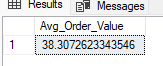 Results Messages
Avg_Order_Value
1 38.3072623343546